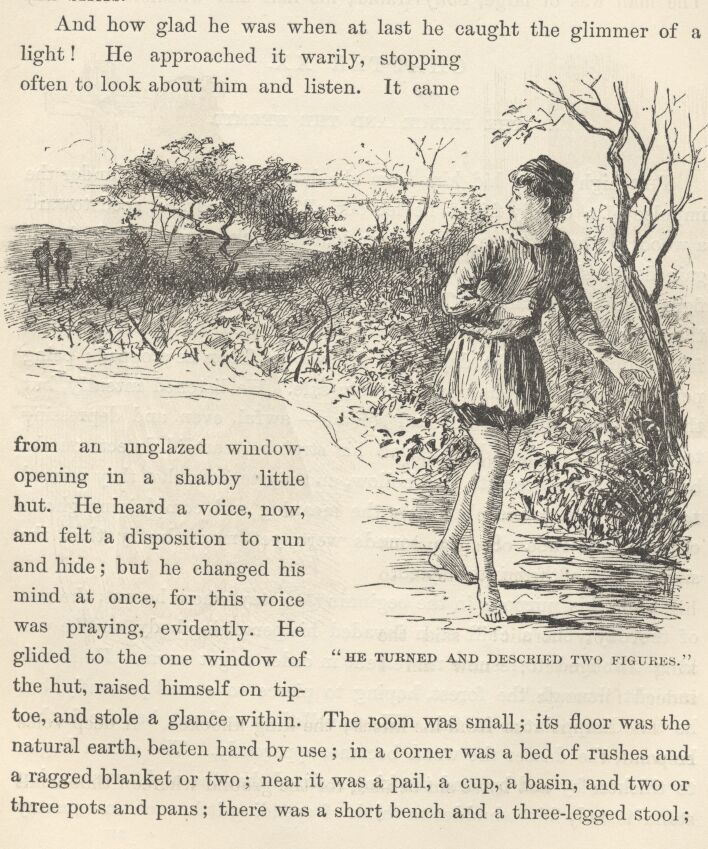 And how glad he was when at last he caught the glimmer of a
light! He approached it warily, stopping
often to look about him and listen. It came
from an unglazed window-
opening in a shabby little
hut. He heard a voice, now,
and felt a disposition to run
and hide; but he changed his
mind at once, for this voice
was praying, evidently. He
glided to the one window of
the hut, raised himself on tip-
"HE TURNED AND DESCRIED TWO FIGURES."
toe, and stole a glance within. The room was small; its floor was the
natural earth, beaten hard by use; in a corner was a bed of rushes and
a ragged blanket or two; near it was a pail, a cup, a basin, and two or
three pots and pans; there was a short bench and a three-legged stool;